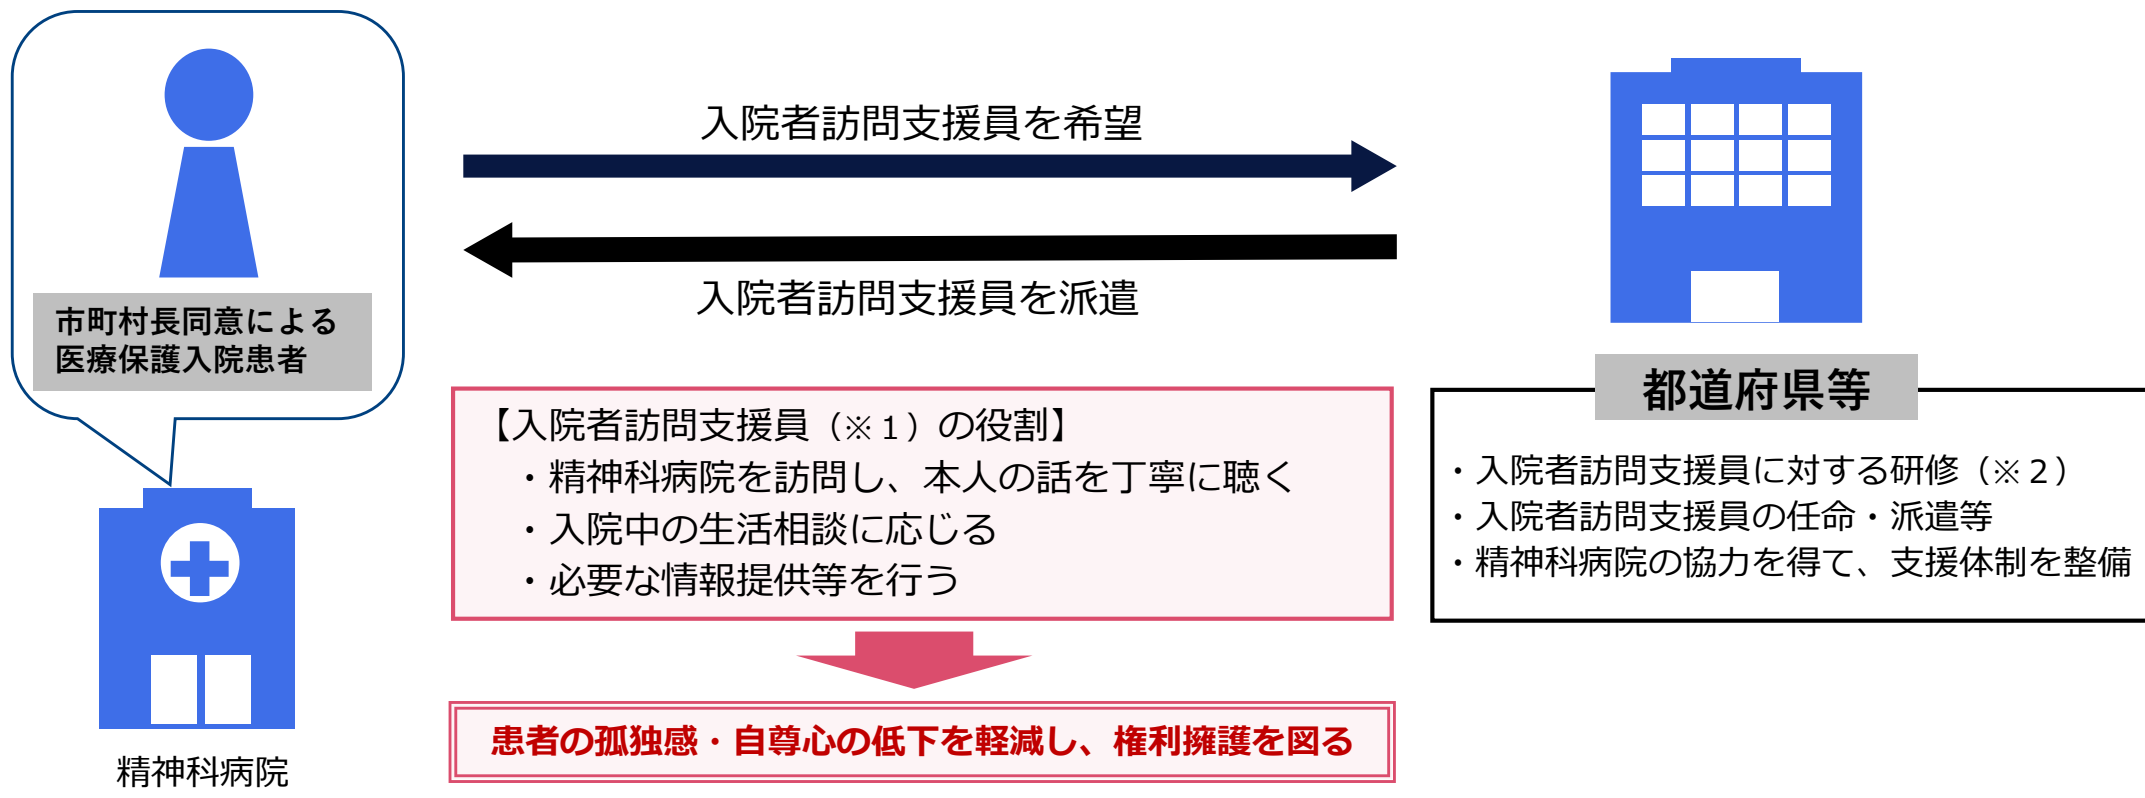 入院者訪問支援員を希望
入院者訪問支援員を派遣
市町村長同意による
医療保護入院患者
精神科病院
【入院者訪問支援員（※１）の役割】
・精神科病院を訪問し、本人の話を丁寧に聴く
・入院中の生活相談に応じる
・必要な情報提供等を行う
患者の孤独感・自尊心の低下を軽減し、権利擁護を図る
都道府県等
・入院者訪問支援員に対する研修（※２）
・入院者訪問支援員の任命・派遣等
・精神科病院の協力を得て、支援体制を整備